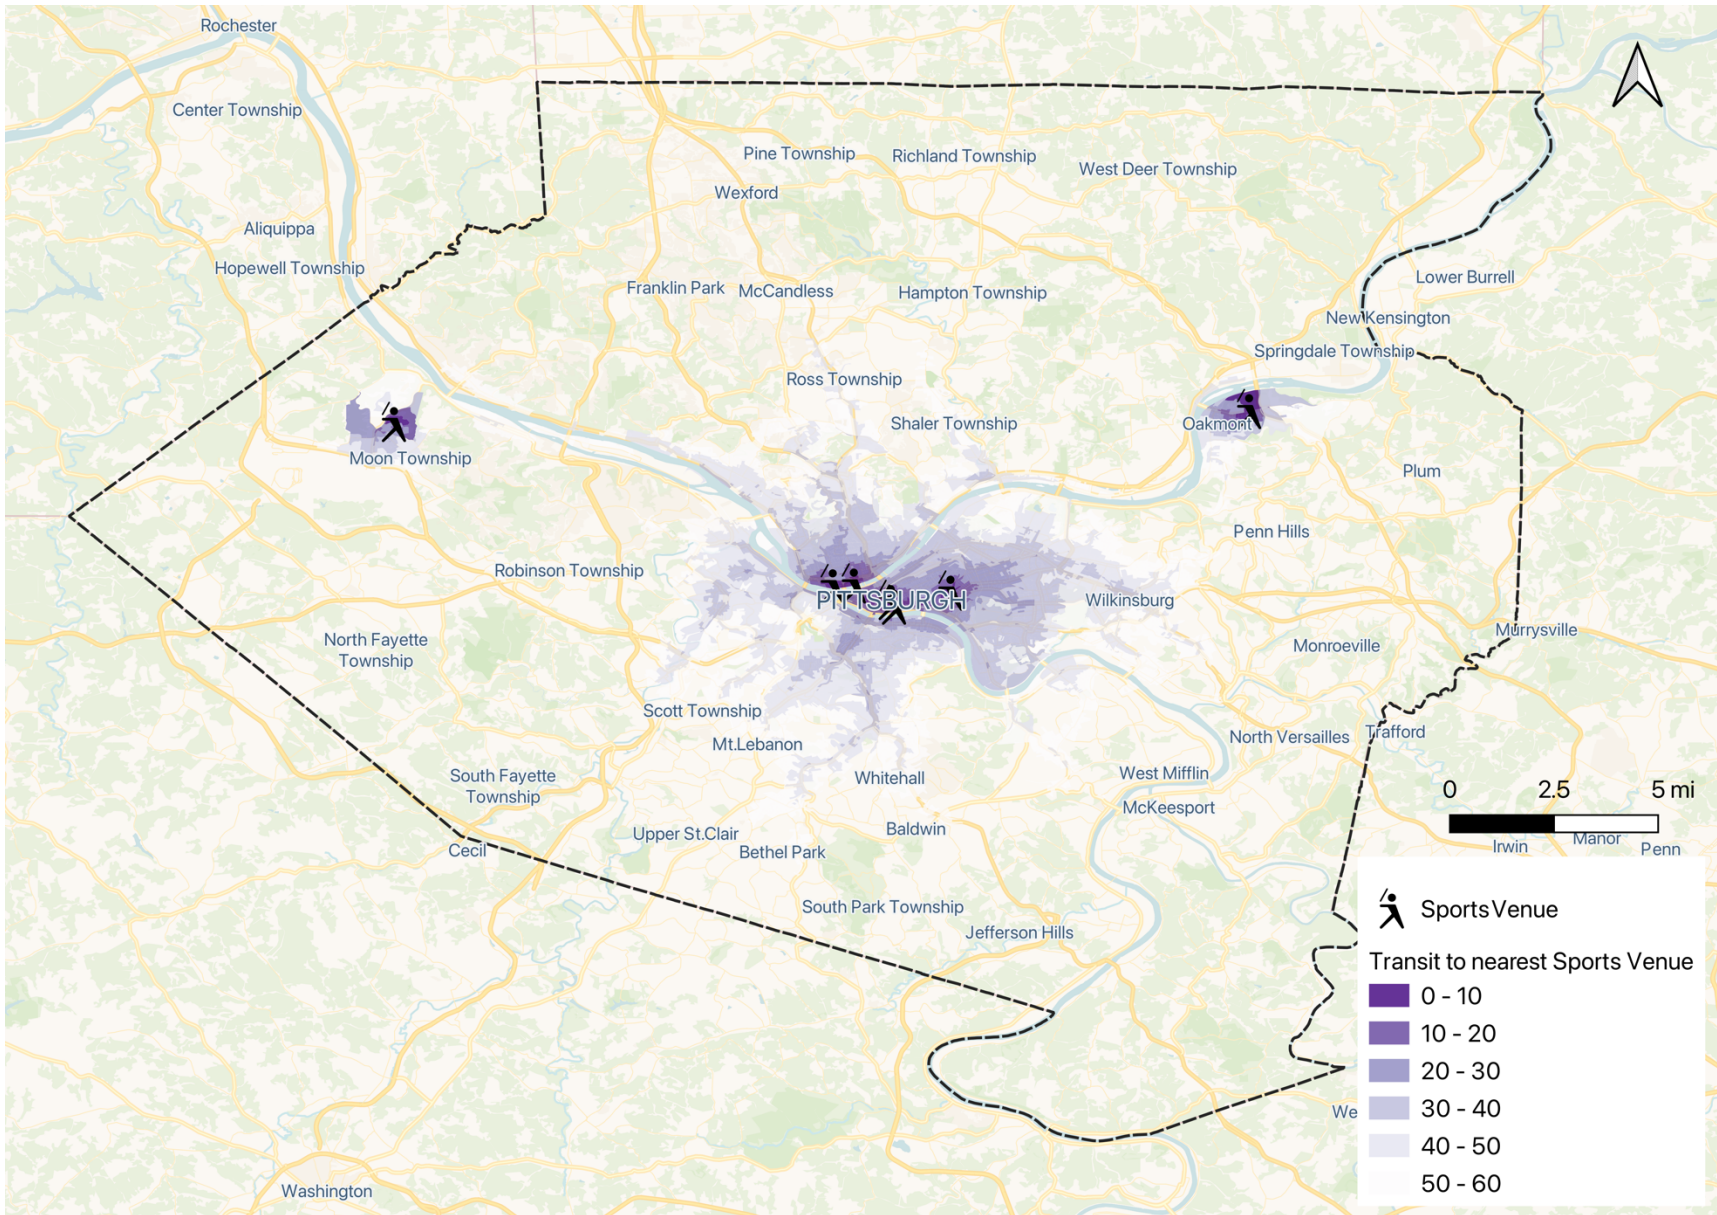 Rochester
Center Township
Pine Township
Richland Township
West Deer Township
Wexford
Aliquippa
Hopewell Township
Franklin Park
McCandless
Hampton Township
Lower Burrell
New Kensington
Springdale Township
Ross Township
Shaler Township
Oakmont
Moon Township
Plum
Penn Hills
Robinson Township
PITTSBURGH
Wilkinsburg
North Fayette
Township
Monroeville
Murrysville
Scott Township
Mt.Lebanon
North Versailles
Trafford
Whitehall
West Mifflin
South Fayette
Township
McKeesport
0 2.5 5 mi
Upper St.Clair
Baldwin
Bethel Park
Cecil
Irwin
Manor
Penn
South Park Township
Jefferson Hills
We
Washington
Sports Venue
Transit to nearest Sports Venue
0 - 10
10 - 20
20 - 30
30 - 40
40 - 50
50 - 60